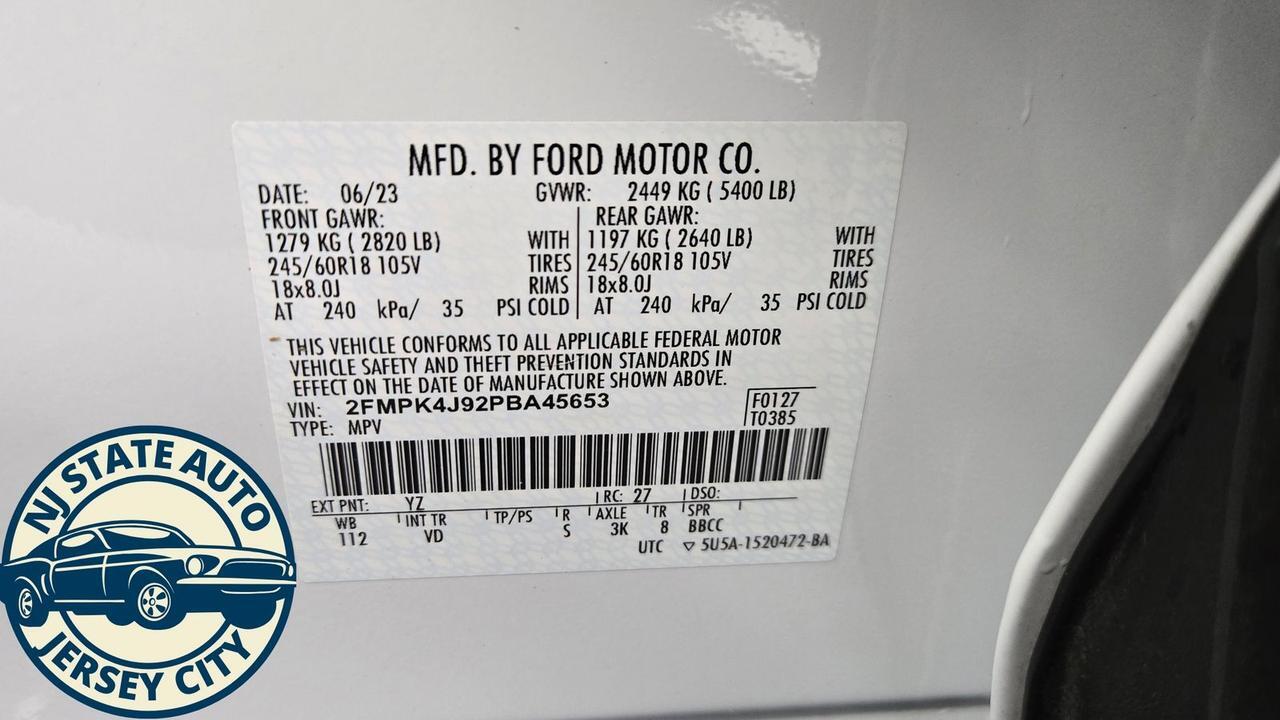 MFD. BY FORD MOTOR CO.
DATE: 06/23 GVWR: 2449 KG ( 5400 LB)
FRONT GAWR: REAR GAWR:
1279 KG ( 2820 LB) WITH 1197 KG ( 2640 LB) WITH
245/60R18 105V TIRES 245/60R18 105V TIRES
18x8.0J RIMS 18x8.0J RIMS
AT 240 kPa/ 35 PSI COLD AT 240 kPa/ 35 PSI COLD
THIS VEHICLE CONFORMS TO ALL APPLICABLE FEDERAL MOTOR
VEHICLE SAFETY AND THEFT PREVENTION STANDARDS IN
EFFECT ON THE DATE OF MANUFACTURE SHOWN ABOVE.
VIN: 2FMPK4J92PBA45653 F0127
TYPE: MPV T0385
EXT PNT: YZ RC: 27 DSO:
WB INT TR TP/PS R AXLE TR SPR
112 VD S 3K 8 BBCC
UTC ▽ 5U5A-1520472-BA
NJ STATE AUTO
JERSEY CITY